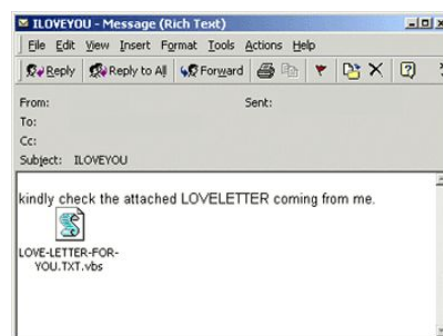 ILOVEYOU - Message (Rich Text)
File Edit View Insert Format Tools Actions Help
Reply Reply to All Forward
From: Sent:
To:
Cc:
Subject: ILOVEYOU
kindly check the attached LOVELETTER coming from me.
LOVE-LETTER-FOR-
YOU.TXT.vbs